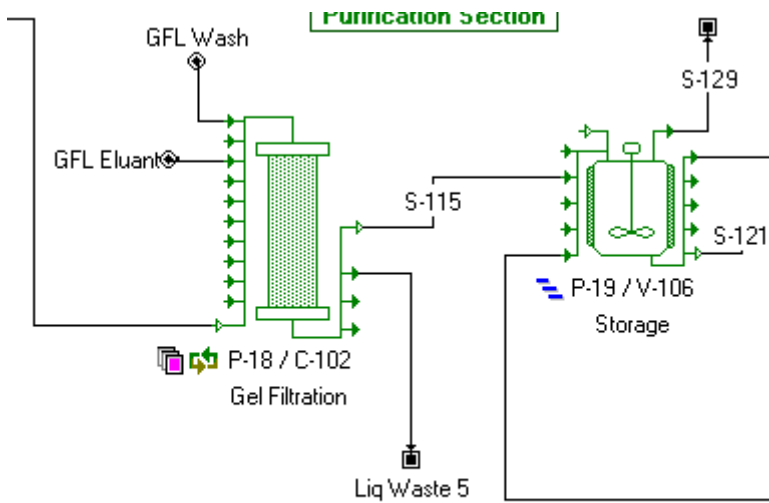 Purification Section
GFL Wash
S-129
GFL Eluant
S-115
S-121
P-18 / C-102
Gel Filtration
P-19 / V-106
Storage
Liq Waste 5